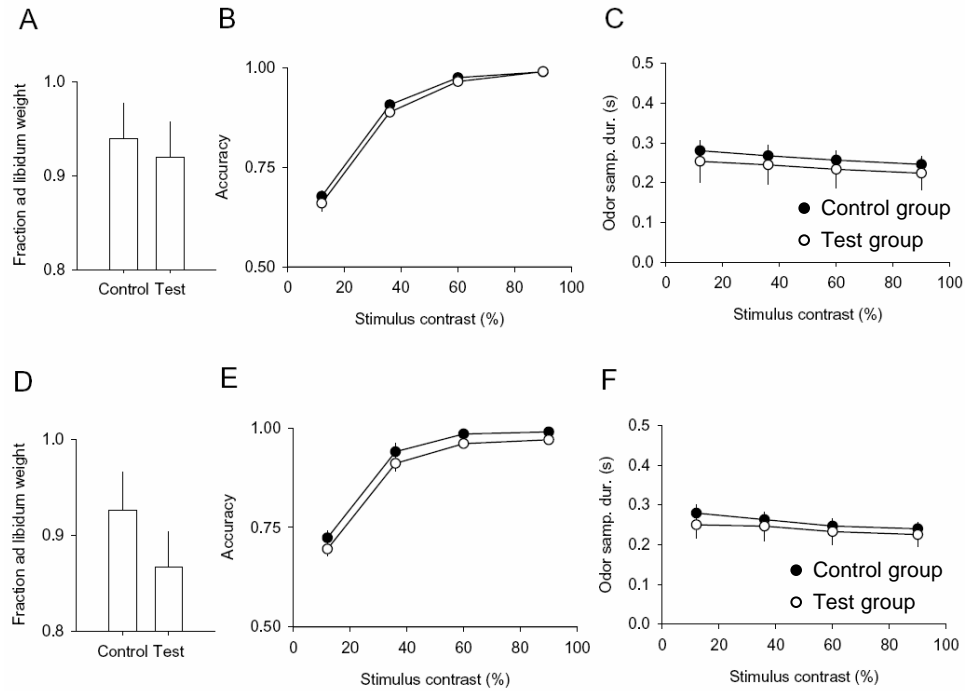 A
Fraction ad libidum weight
1.0
0.9
0.8
Control Test
B
Accuracy
1.00
0.75
0.50
0 20 40 60 80 100
Stimulus contrast (%)
C
Odor samp. dur. (s)
0.5
0.4
0.3
0.2
0.1
0.0
Control group
Test group
0 20 40 60 80 100
Stimulus contrast (%)
D
Fraction ad libidum weight
1.0
0.9
0.8
Control Test
E
Accuracy
1.00
0.75
0.50
0 20 40 60 80 100
Stimulus contrast (%)
F
Odor samp. dur. (s)
0.5
0.4
0.3
0.2
0.1
0.0
Control group
Test group
0 20 40 60 80 100
Stimulus contrast (%)